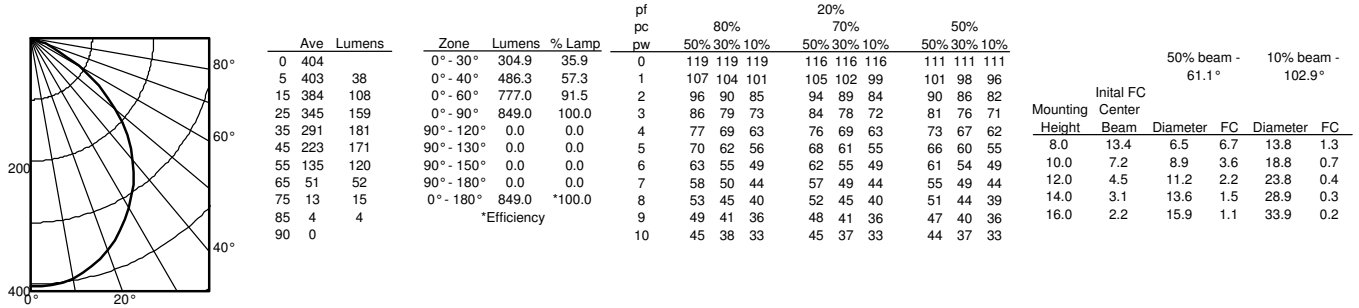 80°
60°
200
40°
400
0° 20°
Ave Lumens
0 404
5 403 38
15 384 108
25 345 159
35 291 181
45 223 171
55 135 120
65 51 52
75 13 15
85 4 4
90 0
Zone Lumens % Lamp
0° - 30° 304.9 35.9
0° - 40° 486.3 57.3
0° - 60° 777.0 91.5
0° - 90° 849.0 100.0
90° - 120° 0.0 0.0
90° - 130° 0.0 0.0
90° - 150° 0.0 0.0
90° - 180° 0.0 0.0
0° - 180° 849.0 *100.0
*Efficiency
pf 20%
pc 80% 70% 50%
pw 50% 30% 10% 50% 30% 10% 50% 30% 10%
0 119 119 119 116 116 116 111 111 111
1 107 104 101 105 102 99 101 98 96
2 96 90 85 94 89 84 90 86 82
3 86 79 73 84 78 72 81 76 71
4 77 69 63 76 69 63 73 67 62
5 70 62 56 68 61 55 66 60 55
6 63 55 49 62 55 49 61 54 49
7 58 50 44 57 49 44 55 49 44
8 53 45 40 52 45 40 51 44 39
9 49 41 36 48 41 36 47 40 36
10 45 38 33 45 37 33 44 37 33
50% beam - 10% beam -
61.1° 102.9°
Inital FC
Mounting Center
Height Beam Diameter FC Diameter FC
8.0 13.4 6.5 6.7 13.8 1.3
10.0 7.2 8.9 3.6 18.8 0.7
12.0 4.5 11.2 2.2 23.8 0.4
14.0 3.1 13.6 1.5 28.9 0.3
16.0 2.2 15.9 1.1 33.9 0.2